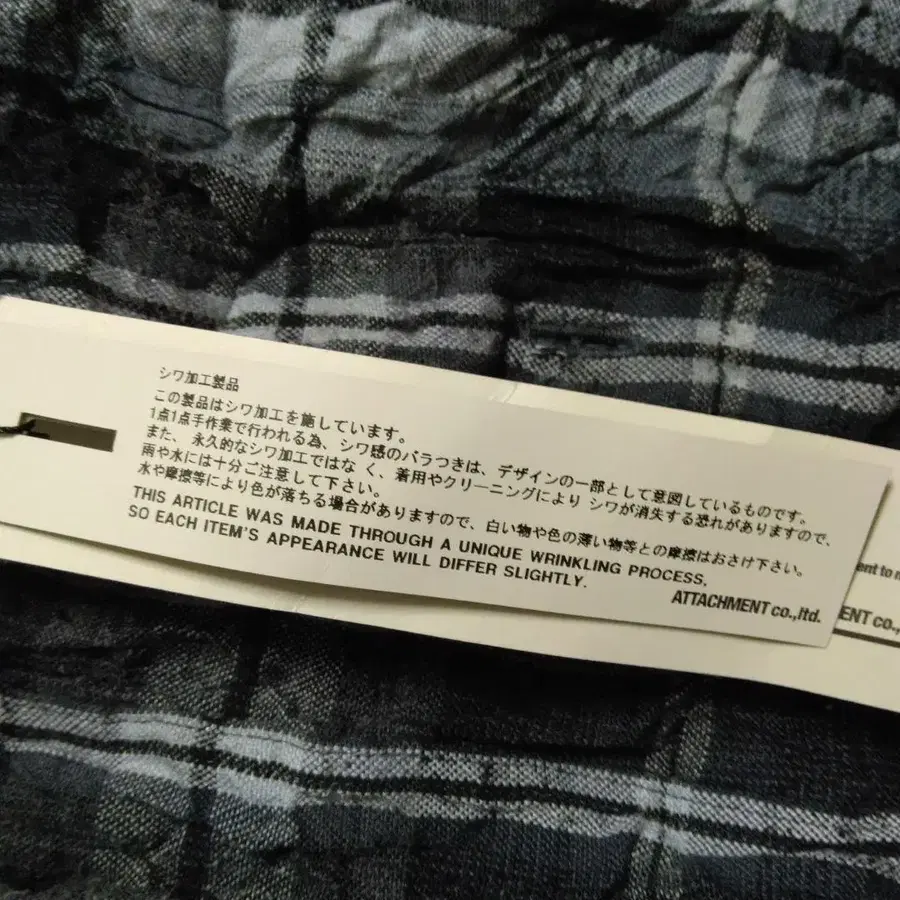 シワ加工製品
この製品はシワ加工を施しています。
1点1点手作業で行われる為、シワ感のバラつきは、デザインの一部として意図しているものです。
また、永久的なシワ加工ではなく、着用やクリーニングにより シワが消失する恐れがありますので、
雨や水には十分ご注意して下さい。
水や摩擦等により色が落ちる場合がありますので、白い物や色の薄い物等との摩擦はおさけ下さい。
THIS ARTICLE WAS MADE THROUGH A UNIQUE WRINKLING PROCESS,
SO EACH ITEM'S APPEARANCE WILL DIFFER SLIGHTLY.
ATTACHMENT co.,ltd.
ent to
ENT co.,